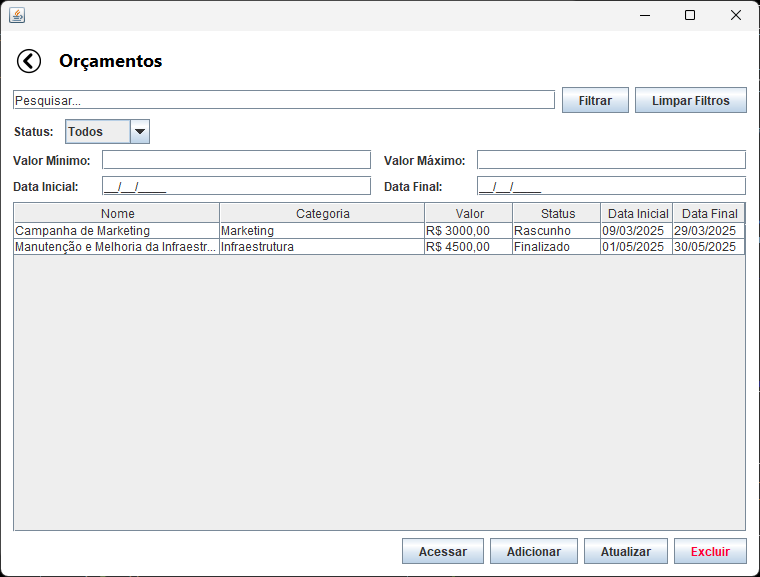 Orçamentos
Pesquisar... Filtrar Limpar Filtros
Status: Todos
Valor Mínimo: Valor Máximo:
Data Inicial: __/__/____ Data Final: __/__/____
Nome Categoria Valor Status Data Inicial Data Final
Campanha de Marketing Marketing R$ 3000,00 Rascunho 09/03/2025 29/03/2025
Manutenção e Melhoria da Infraestr... Infraestrutura R$ 4500,00 Finalizado 01/05/2025 30/05/2025
Acessar Adicionar Atualizar Excluir